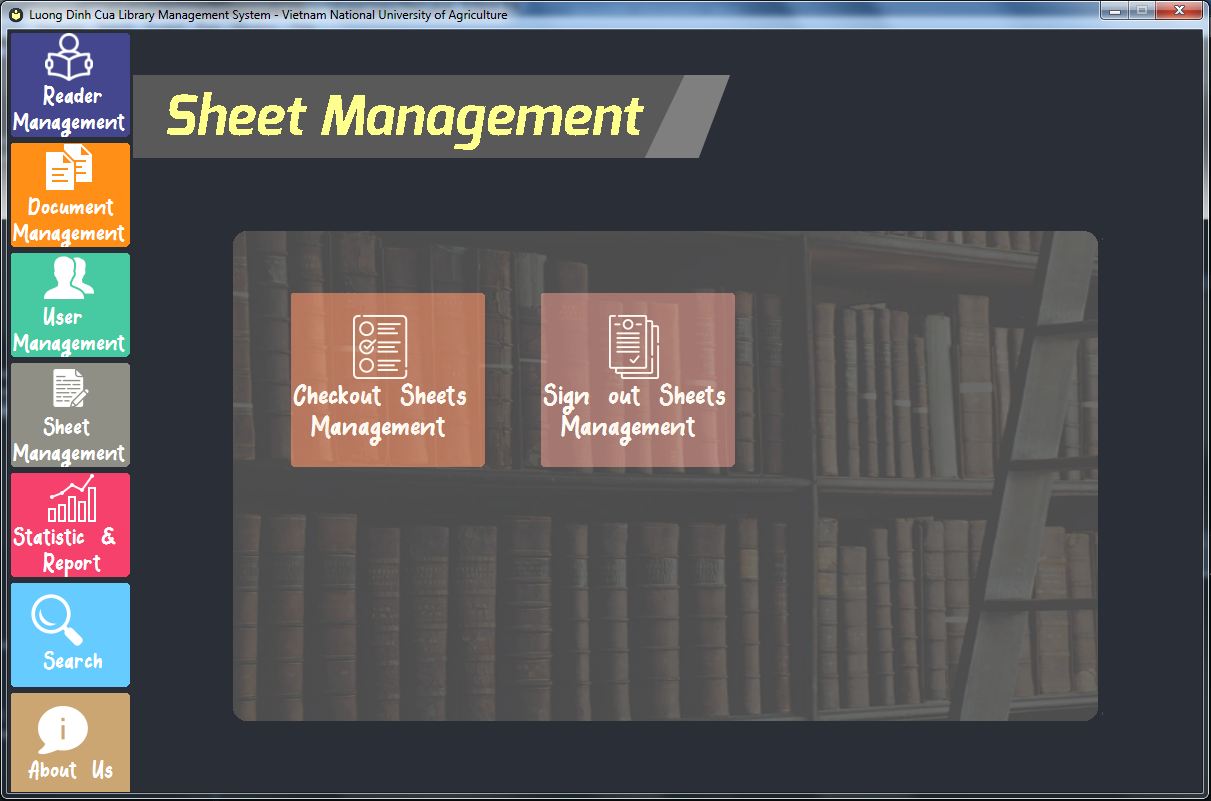 Luong Dinh Cua Library Management System - Vietnam National University of Agriculture
Reader
Management
Document
Management
User
Management
Sheet
Management
Statistic &
Report
Search
About Us
Sheet Management
Checkout Sheets
Management
Sign out Sheets
Management